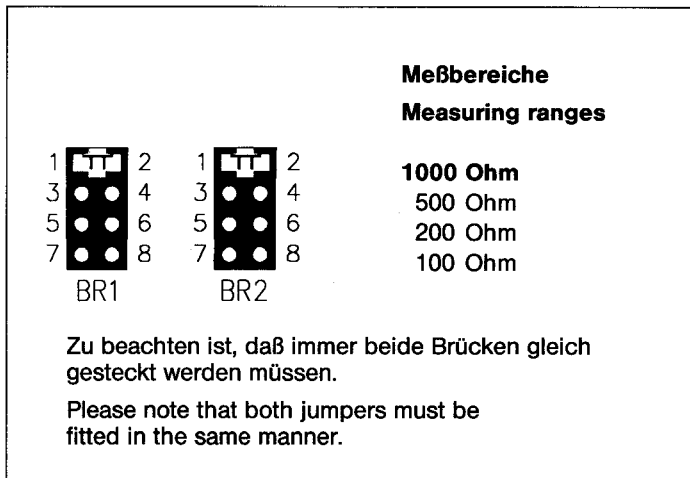 Meßbereiche
Measuring ranges
1 2 1 2 1000 Ohm
3 4 3 4 500 Ohm
5 6 5 6 200 Ohm
7 8 7 8 100 Ohm
BR1 BR2
Zu beachten ist, daß immer beide Brücken gleich
gesteckt werden müssen.
Please note that both jumpers must be
fitted in the same manner.